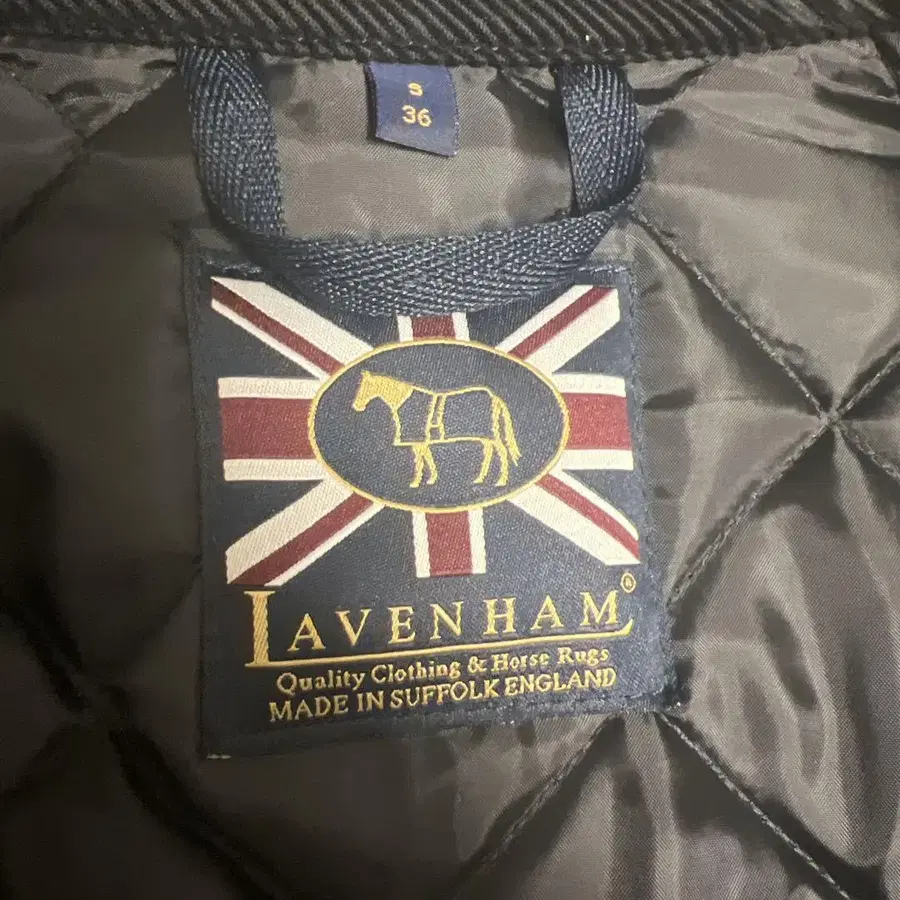 S
36
LAVENHAM®
Quality Clothing & Horse Rugs
MADE IN SUFFOLK ENGLAND